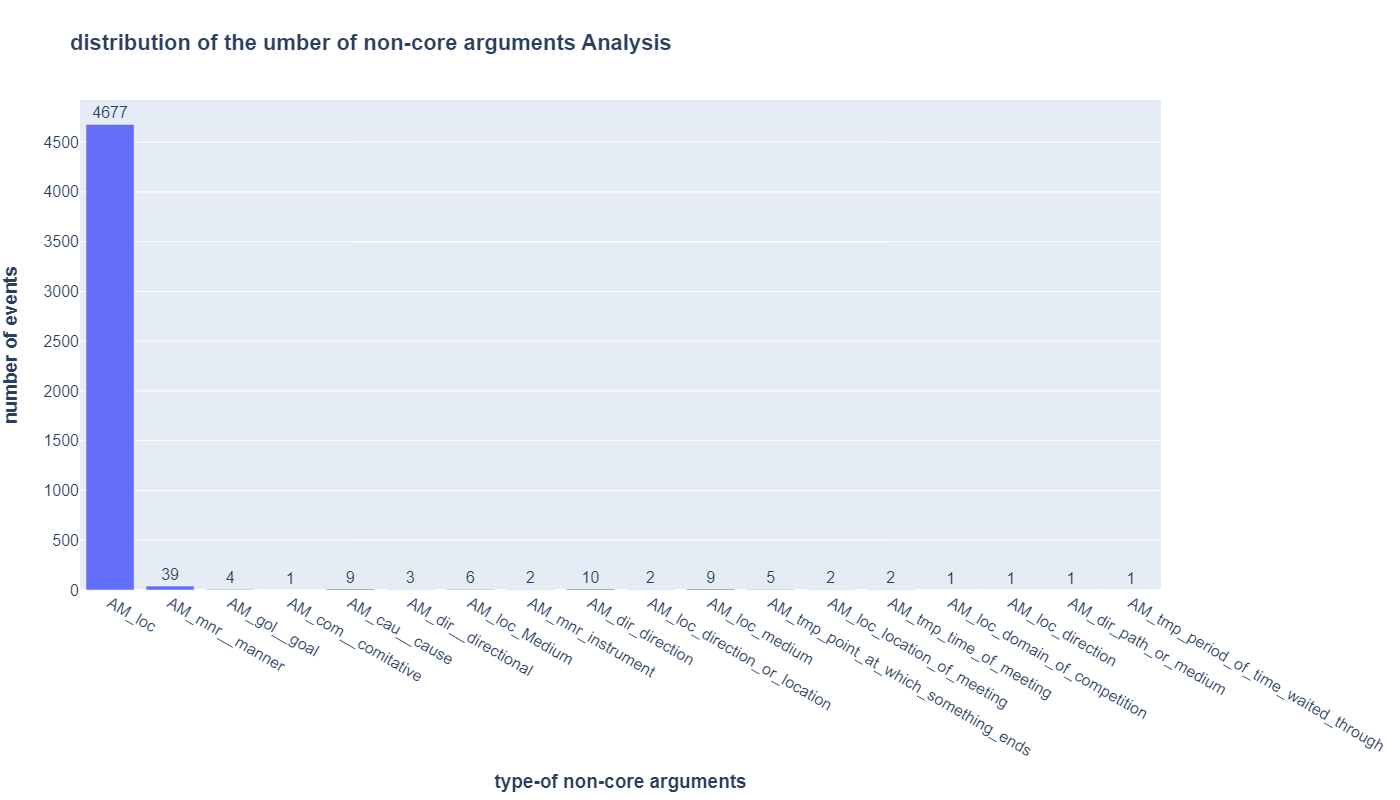 distribution of the umber of non-core arguments Analysis
4677
4500
4000
3500
3000
2500
2000
1500
1000
500
0
number of events
39
4
1
9
3
6
2
10
2
9
5
2
2
1
1
1
1
AM_loc
AM_mnr__manner
AM_gol__goal
AM_com__comitative
AM_cau__cause
AM_dir__directional
AM_loc_Medium
AM_mnr_instrument
AM_dir_direction
AM_loc_direction_or_location
AM_loc_medium
AM_tmp_point_at_which_something_ends
AM_loc_location_of_meeting
AM_tmp_time_of_meeting
AM_loc_domain_of_competition
AM_loc_direction
AM_dir_path_or_medium
AM_tmp_period_of_time_waited_through
type-of non-core arguments